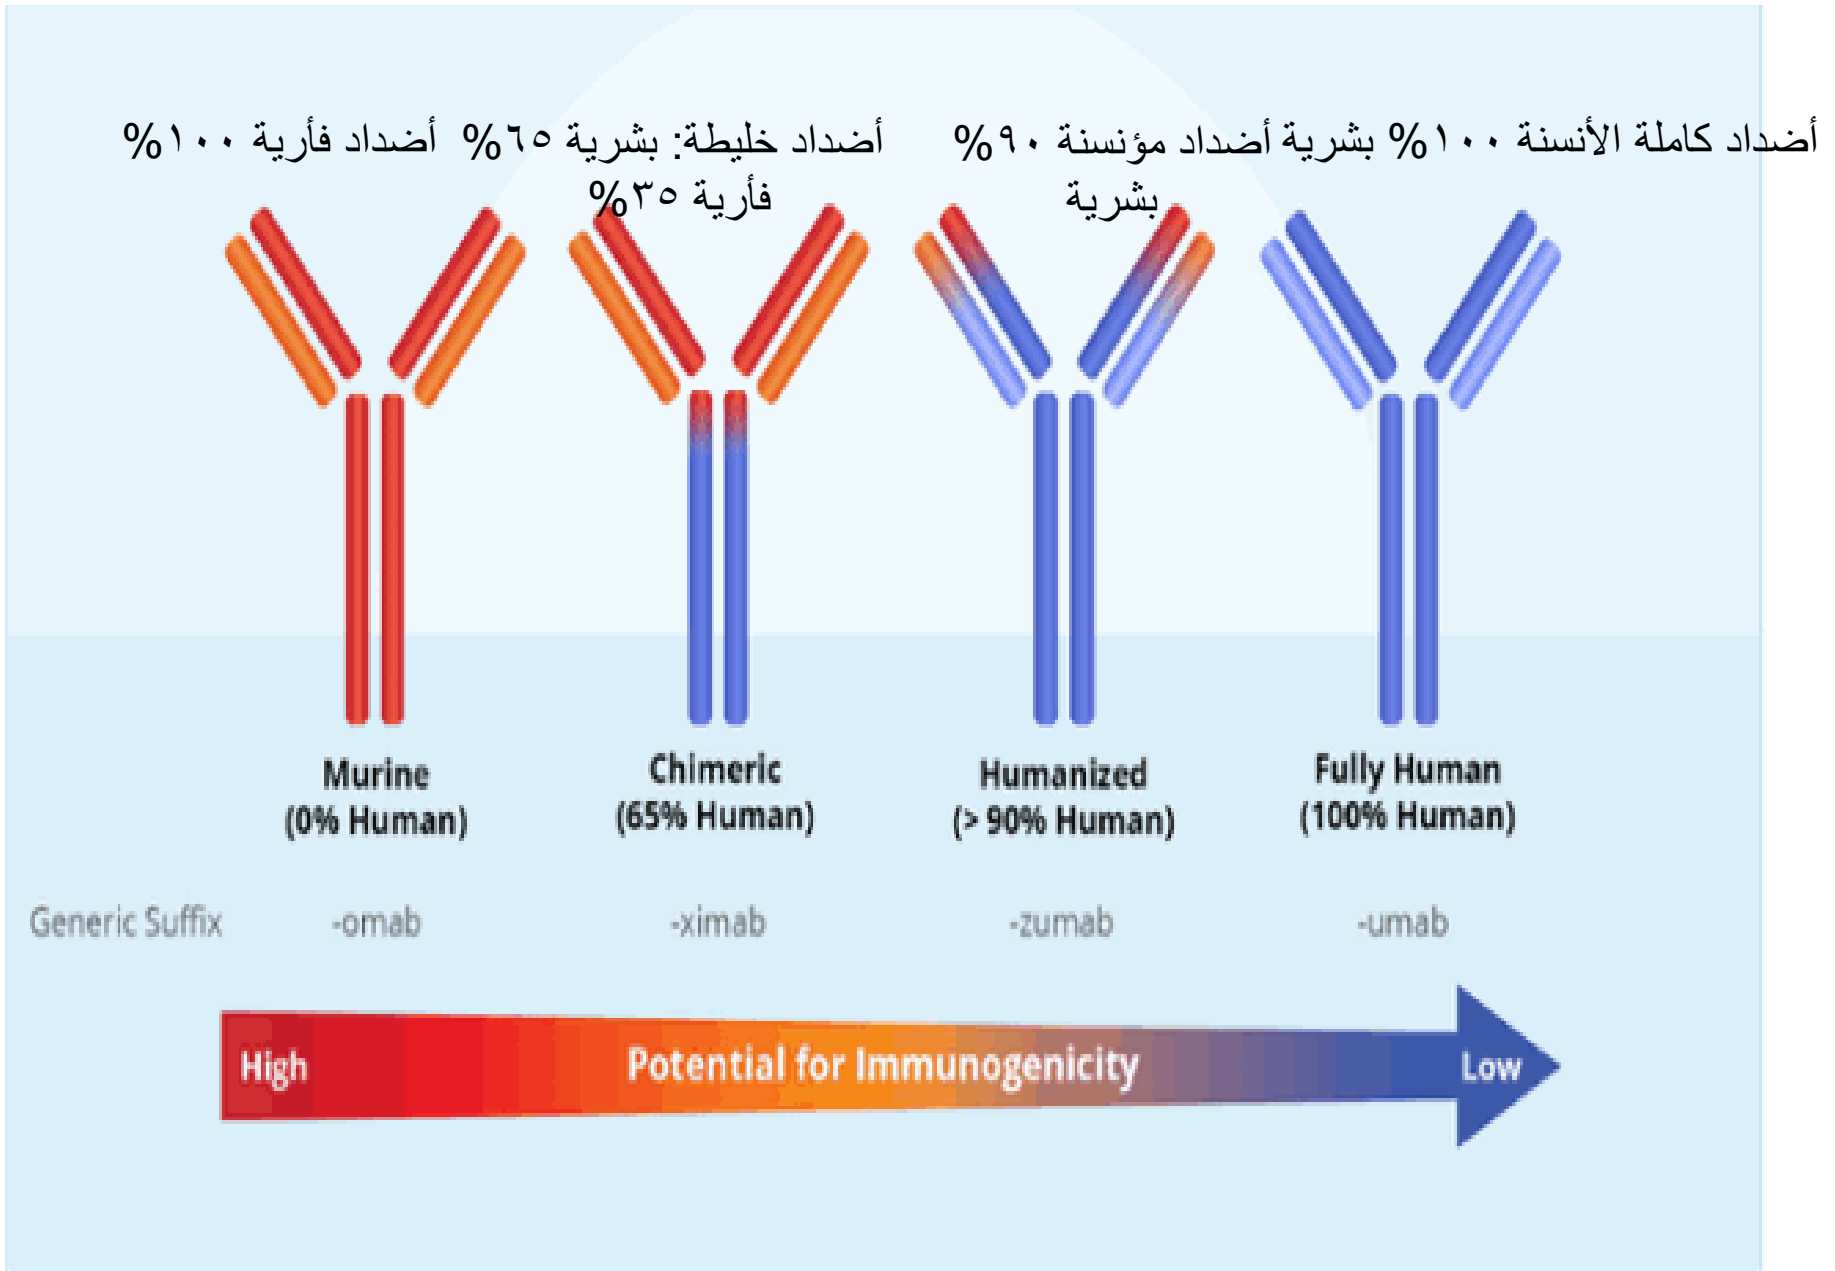 أضداد فأرية ١٠٠%
أضداد خليطة: بشرية ٦٥%
فأرية ٣٥%
أضداد مؤنسنة ٩٠%
بشرية
أضداد كاملة الأنسنة ١٠٠% بشرية
Murine
(0% Human)
Chimeric
(65% Human)
Humanized
(> 90% Human)
Fully Human
(100% Human)
Generic Suffix
-omab
-ximab
-zumab
-umab
High
Potential for Immunogenicity
Low